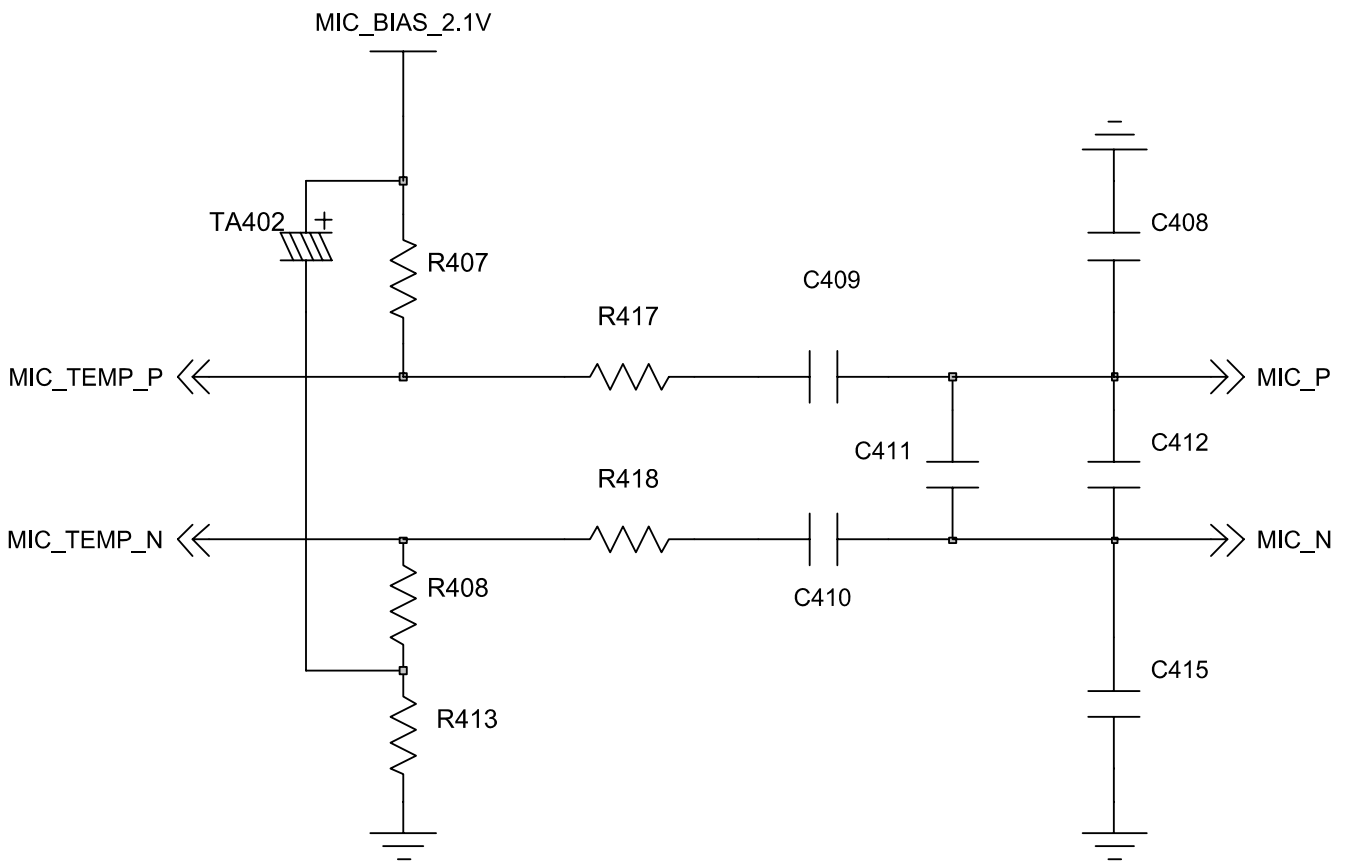 MIC_BIAS_2.1V
TA402 +
R407
C408
C409
R417
MIC_TEMP_P
MIC_P
C411
C412
R418
MIC_TEMP_N
MIC_N
R408
C410
C415
R413